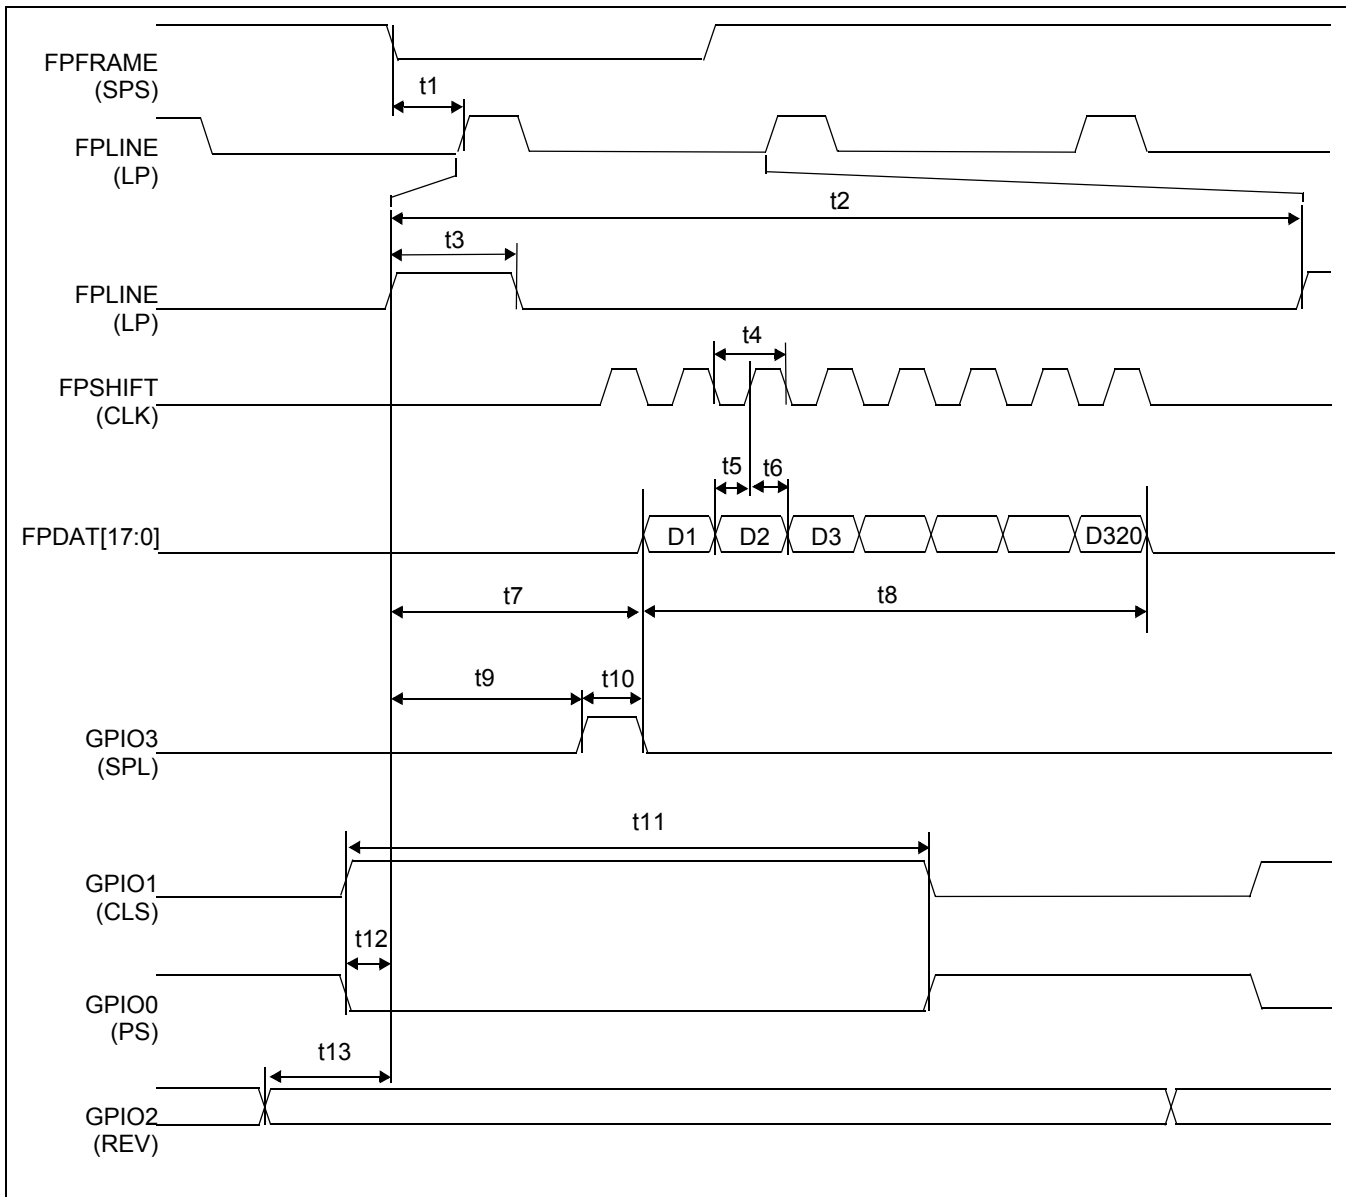 FPFRAME
(SPS)
t1
FPLINE
(LP)
t2
t3
FPLINE
(LP)
t4
FPSHIFT
(CLK)
t5
t6
FPDAT[17:0]
D1
D2
D3
D320
t7
t8
t9
t10
GPIO3
(SPL)
t11
GPIO1
(CLS)
t12
GPIO0
(PS)
t13
GPIO2
(REV)